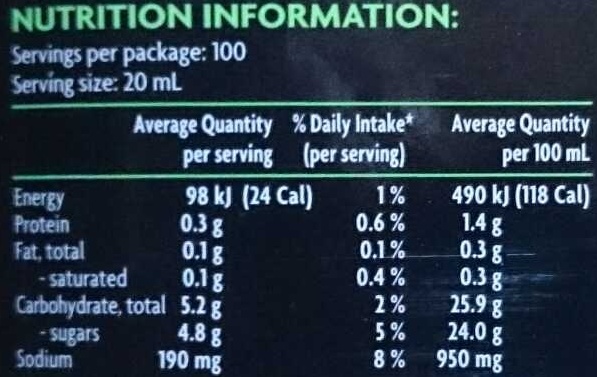 NUTRITION INFORMATION:
Servings per package: 100
Serving size: 20 mL
Average Quantity % Daily Intake* Average Quantity
per serving (per serving) per 100 mL
Energy 98 kJ (24 Cal) 1% 490 kJ (118 Cal)
Protein 0.3 g 0.6 % 1.4 g
Fat, total 0.1 g 0.1% 0.3 g
- saturated 0.1 g 0.4 % 0.3 g
Carbohydrate, total 5.2 g 2 % 25.9 g
- sugars 4.8 g 5 % 24.0 g
Sodium 190 mg 8 % 950 mg